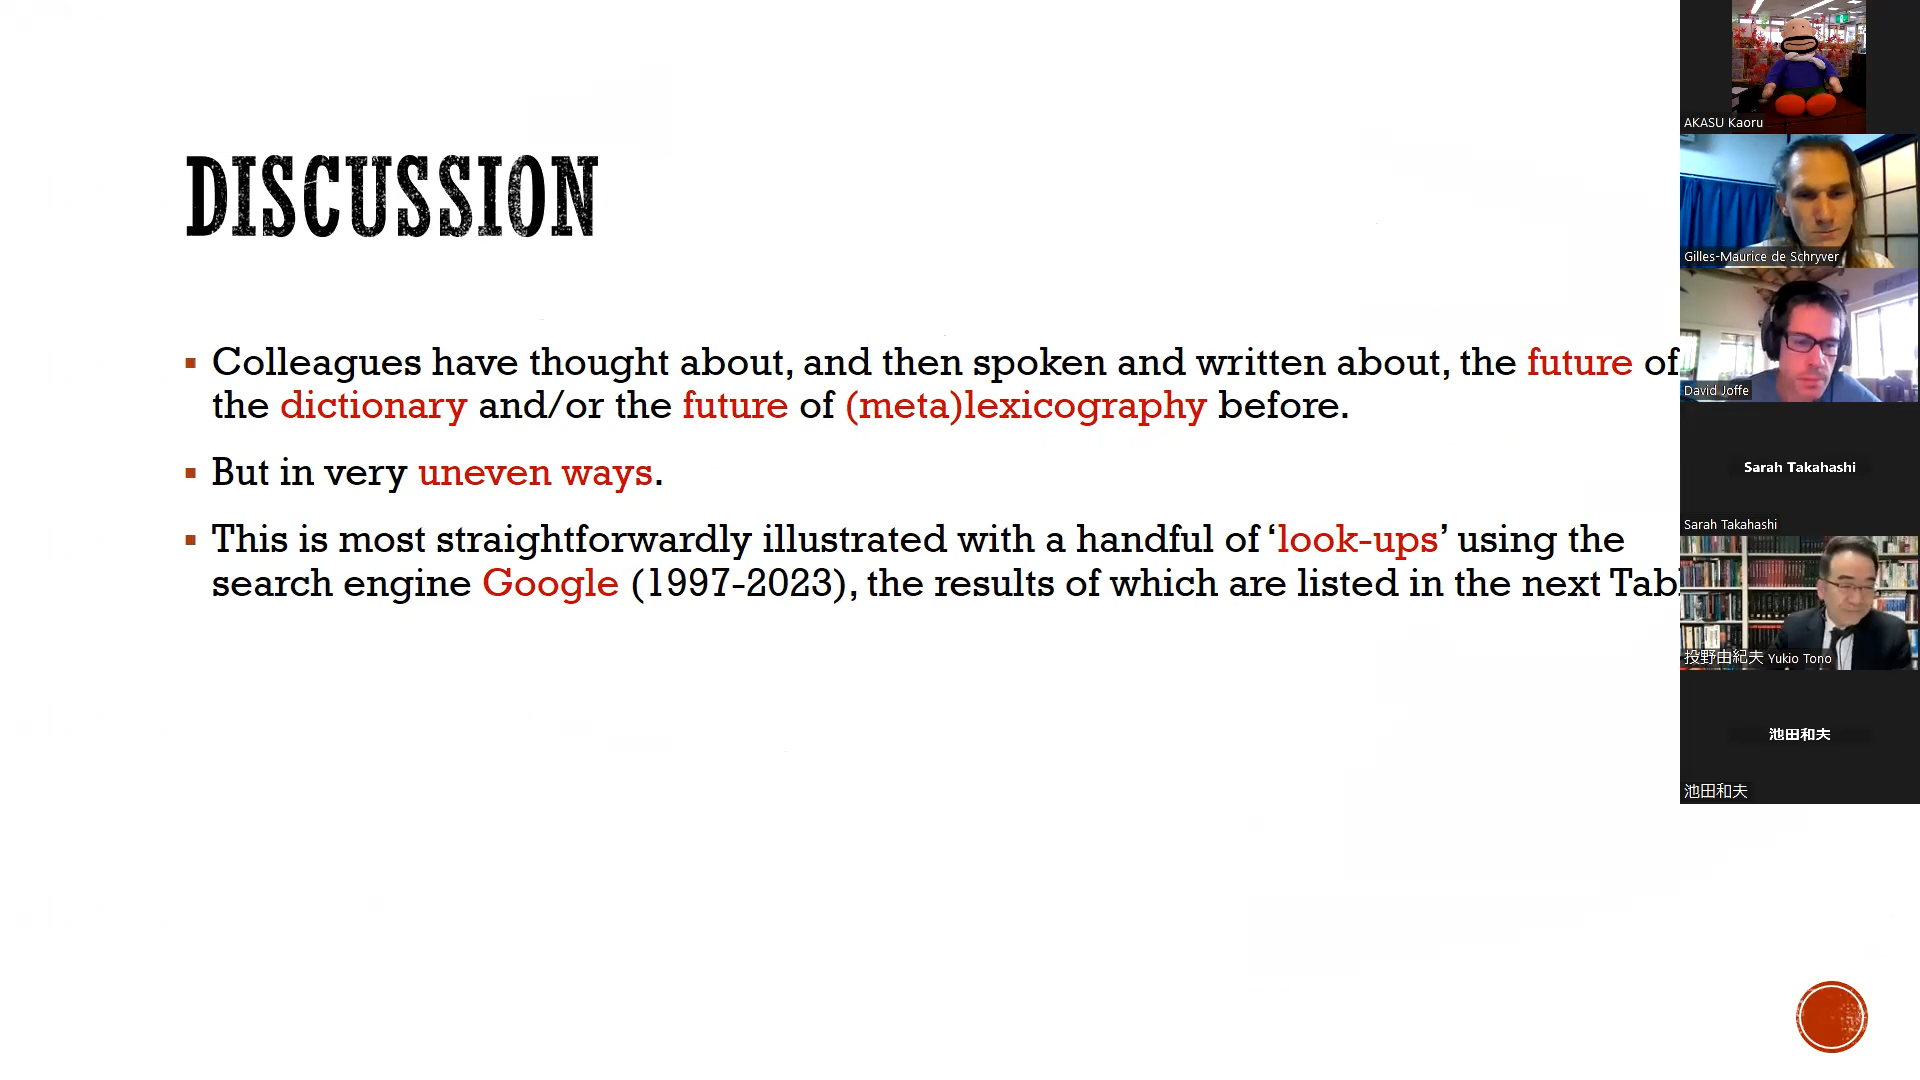 DISCUSSION
Colleagues have thought about, and then spoken and written about, the future of
the dictionary and/or the future of (meta)lexicography before.
But in very uneven ways.
This is most straightforwardly illustrated with a handful of ‘look-ups’ using the
search engine Google (1997-2023), the results of which are listed in the next
AKASU Kaoru
Gilles-Maurice de Schryver
David Joffe
Sarah Takahashi
Sarah Takahashi
投野由紀夫 Yukio Tono
池田和夫
池田和夫